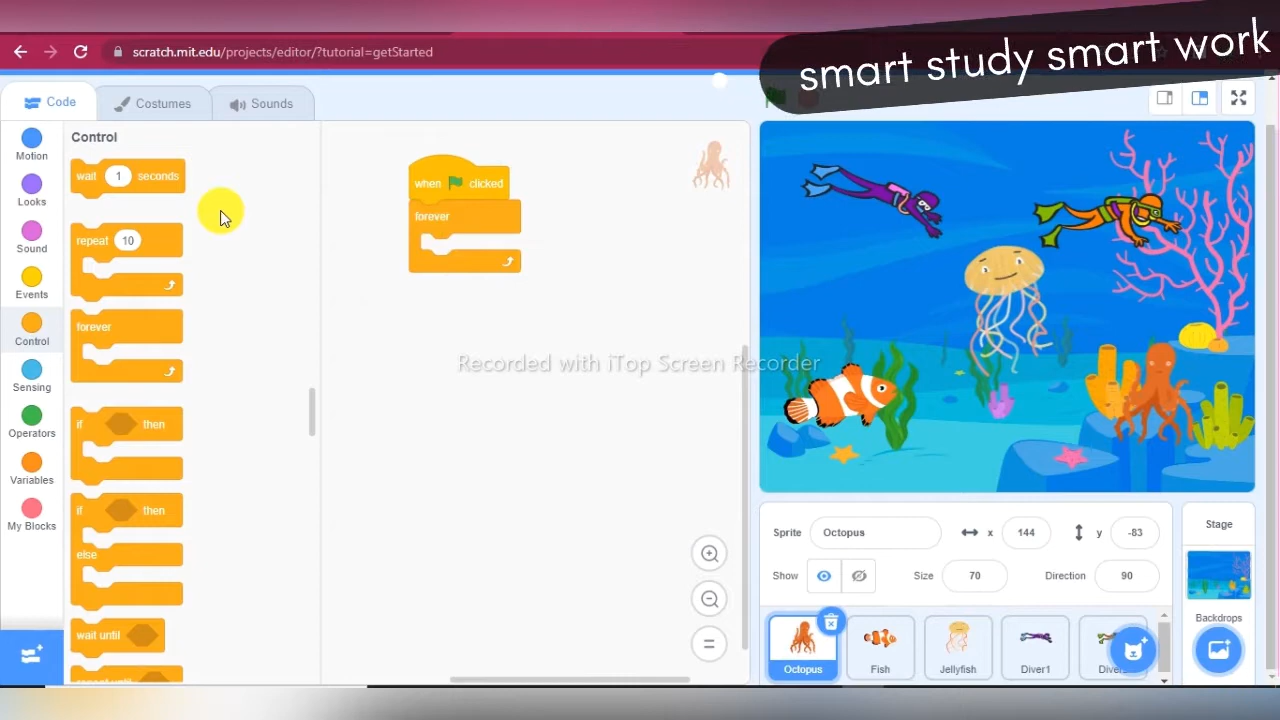 scratch.mit.edu/projects/editor/?tutorial=getStarted
smart study smart work
Code
Costumes
Sounds
Motion
Looks
Sound
Events
Control
Sensing
Operators
Variables
My Blocks
Control
wait 1 seconds
repeat 10
forever
if then
if then
else
wait until
repeat until
when clicked
forever
Recorded with iTop Screen Recorder
Sprite Octopus x 144 y -83
Show Size 70 Direction 90
Octopus
Fish
Jellyfish
Diver1
Stage
Backdrops